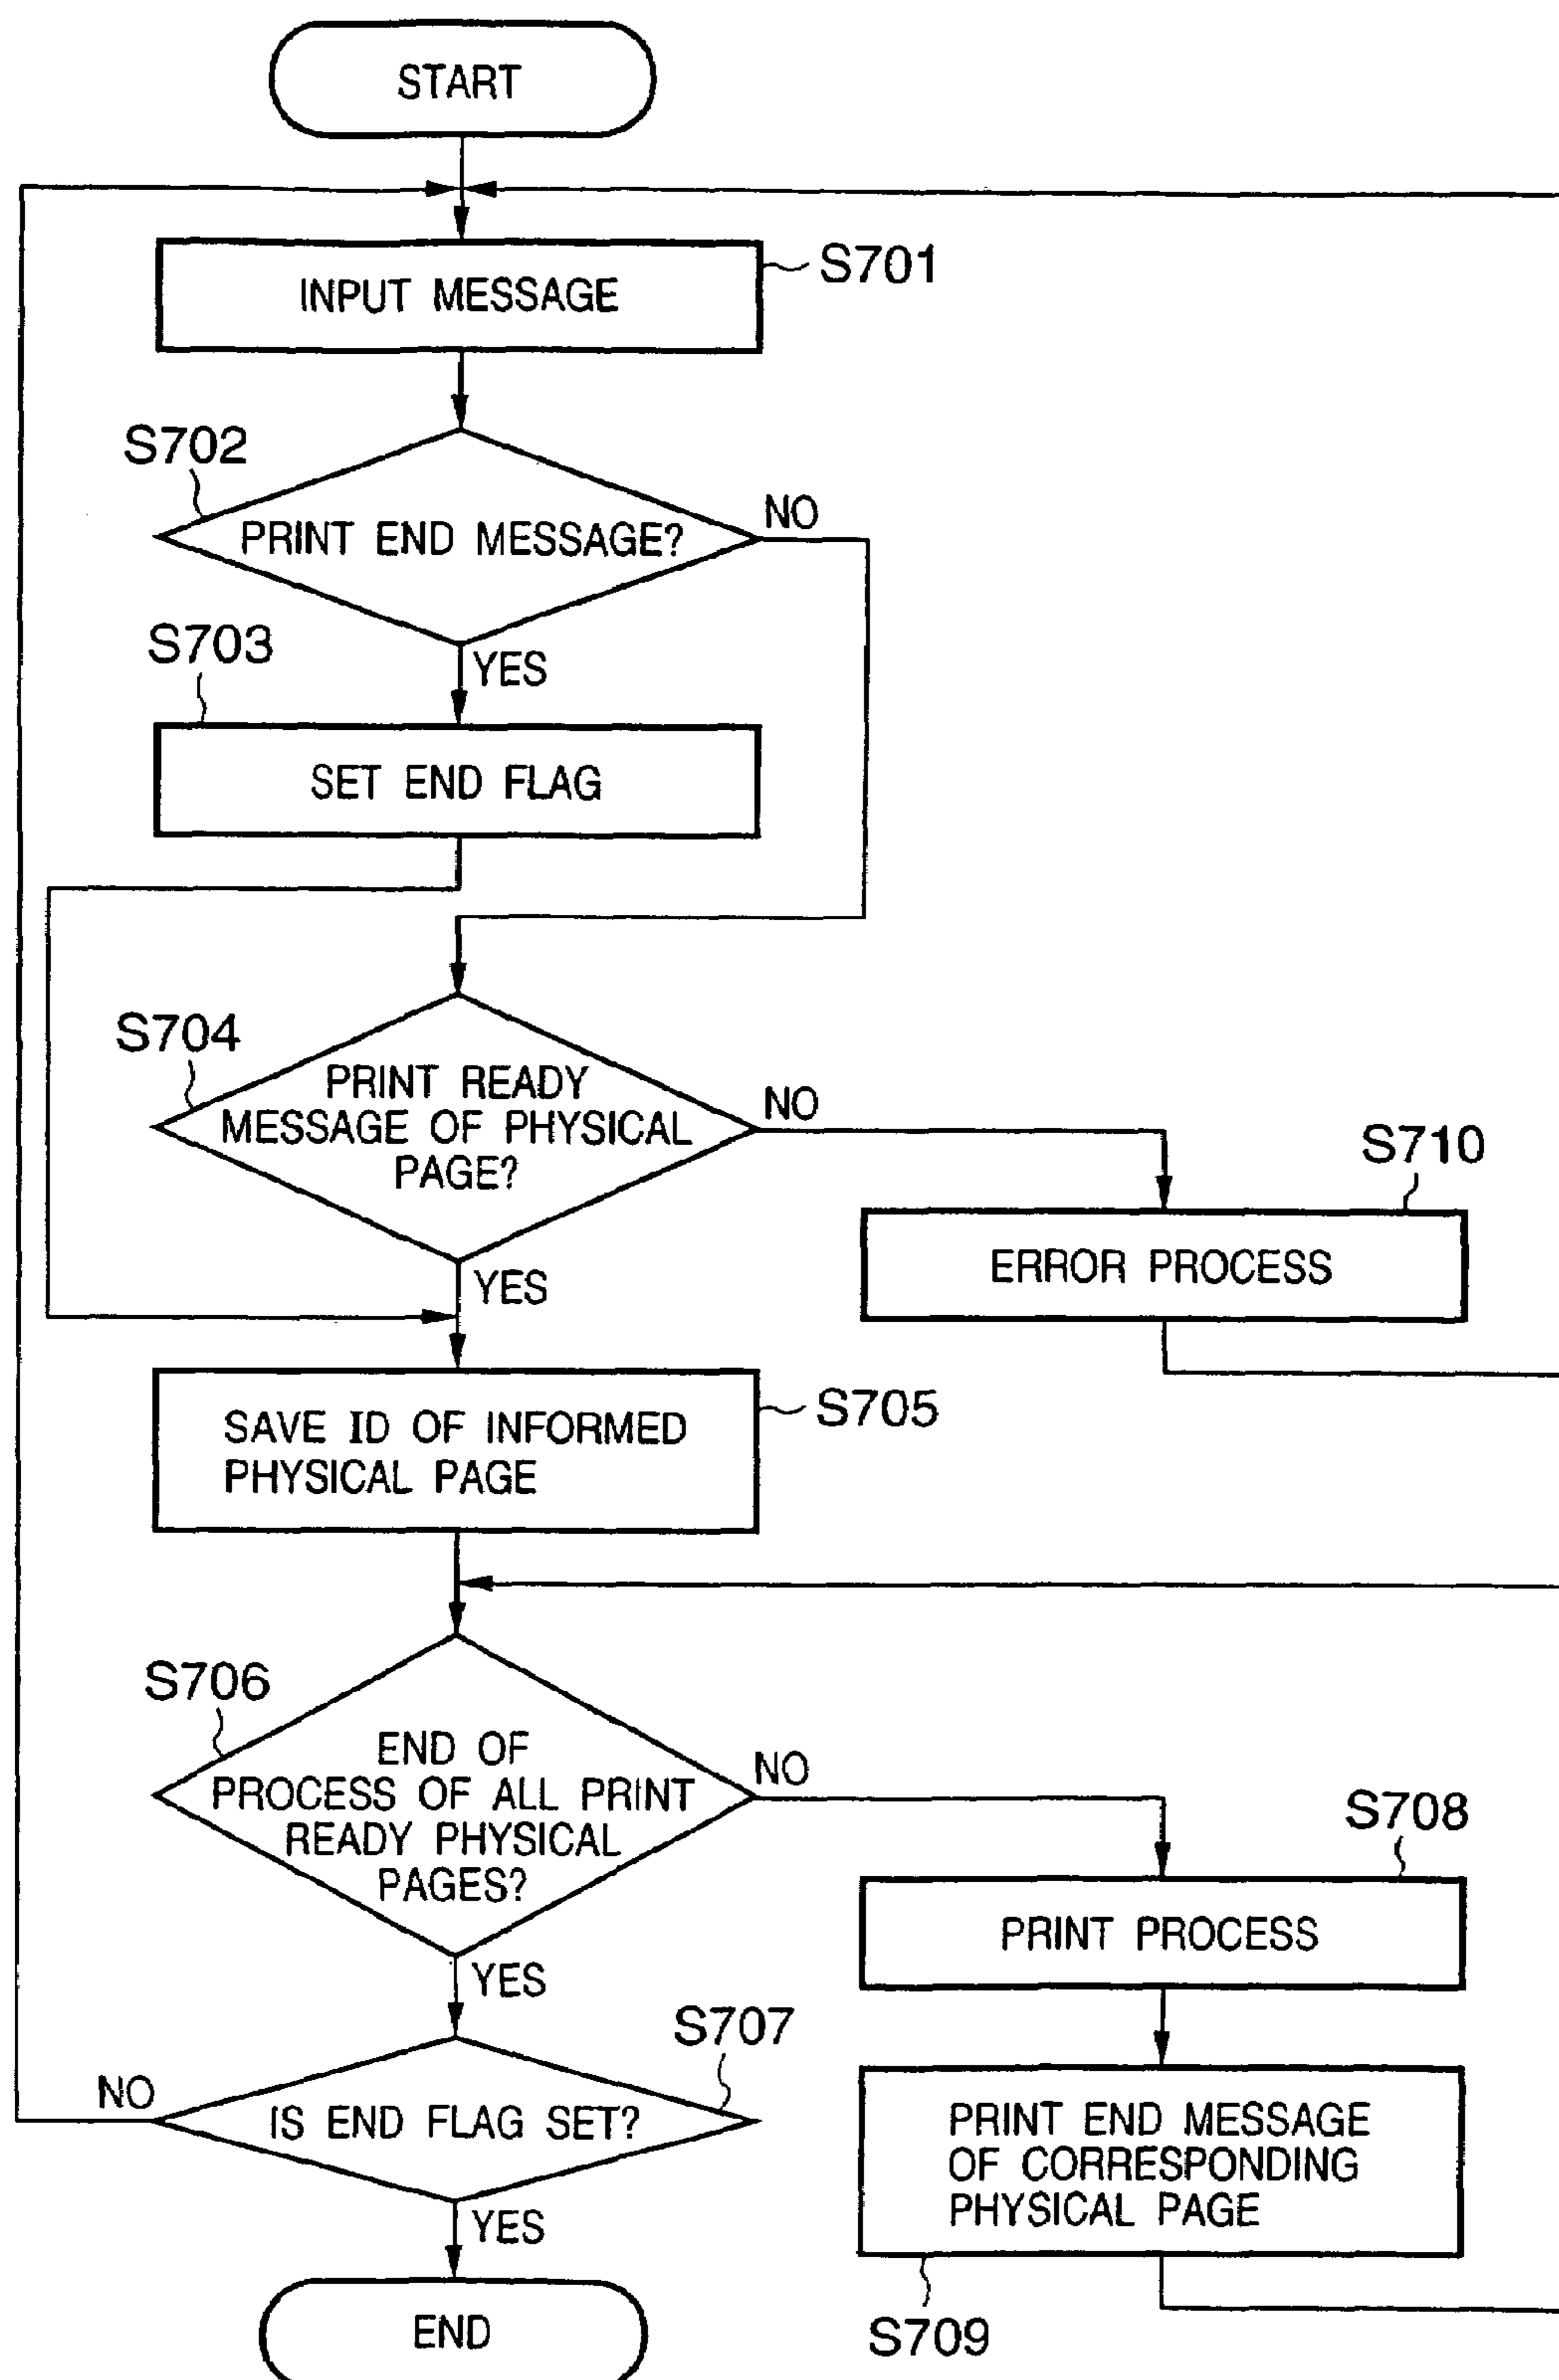 START
INPUT MESSAGE
S701
S702
PRINT END MESSAGE?
NO
YES
S703
SET END FLAG
S704
PRINT READY
MESSAGE OF PHYSICAL
PAGE?
NO
YES
S710
ERROR PROCESS
S705
SAVE ID OF INFORMED
PHYSICAL PAGE
S706
END OF
PROCESS OF ALL PRINT
READY PHYSICAL
PAGES?
NO
YES
S708
PRINT PROCESS
S707
IS END FLAG SET?
NO
YES
PRINT END MESSAGE
OF CORRESPONDING
PHYSICAL PAGE
S709
END